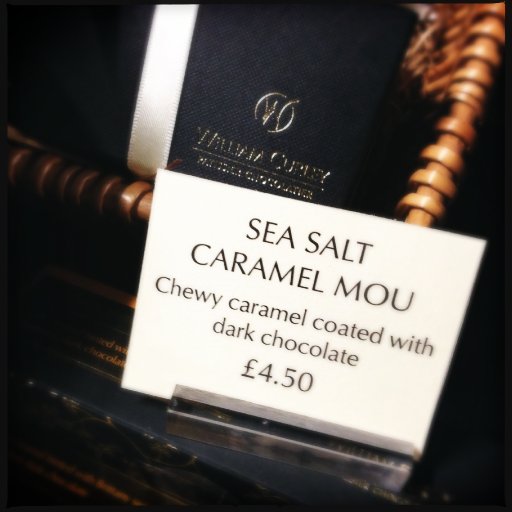 WILLIAM CURLEY
SEA SALT
CARAMEL MOU
Chewy caramel coated with
dark chocolate
£4.50